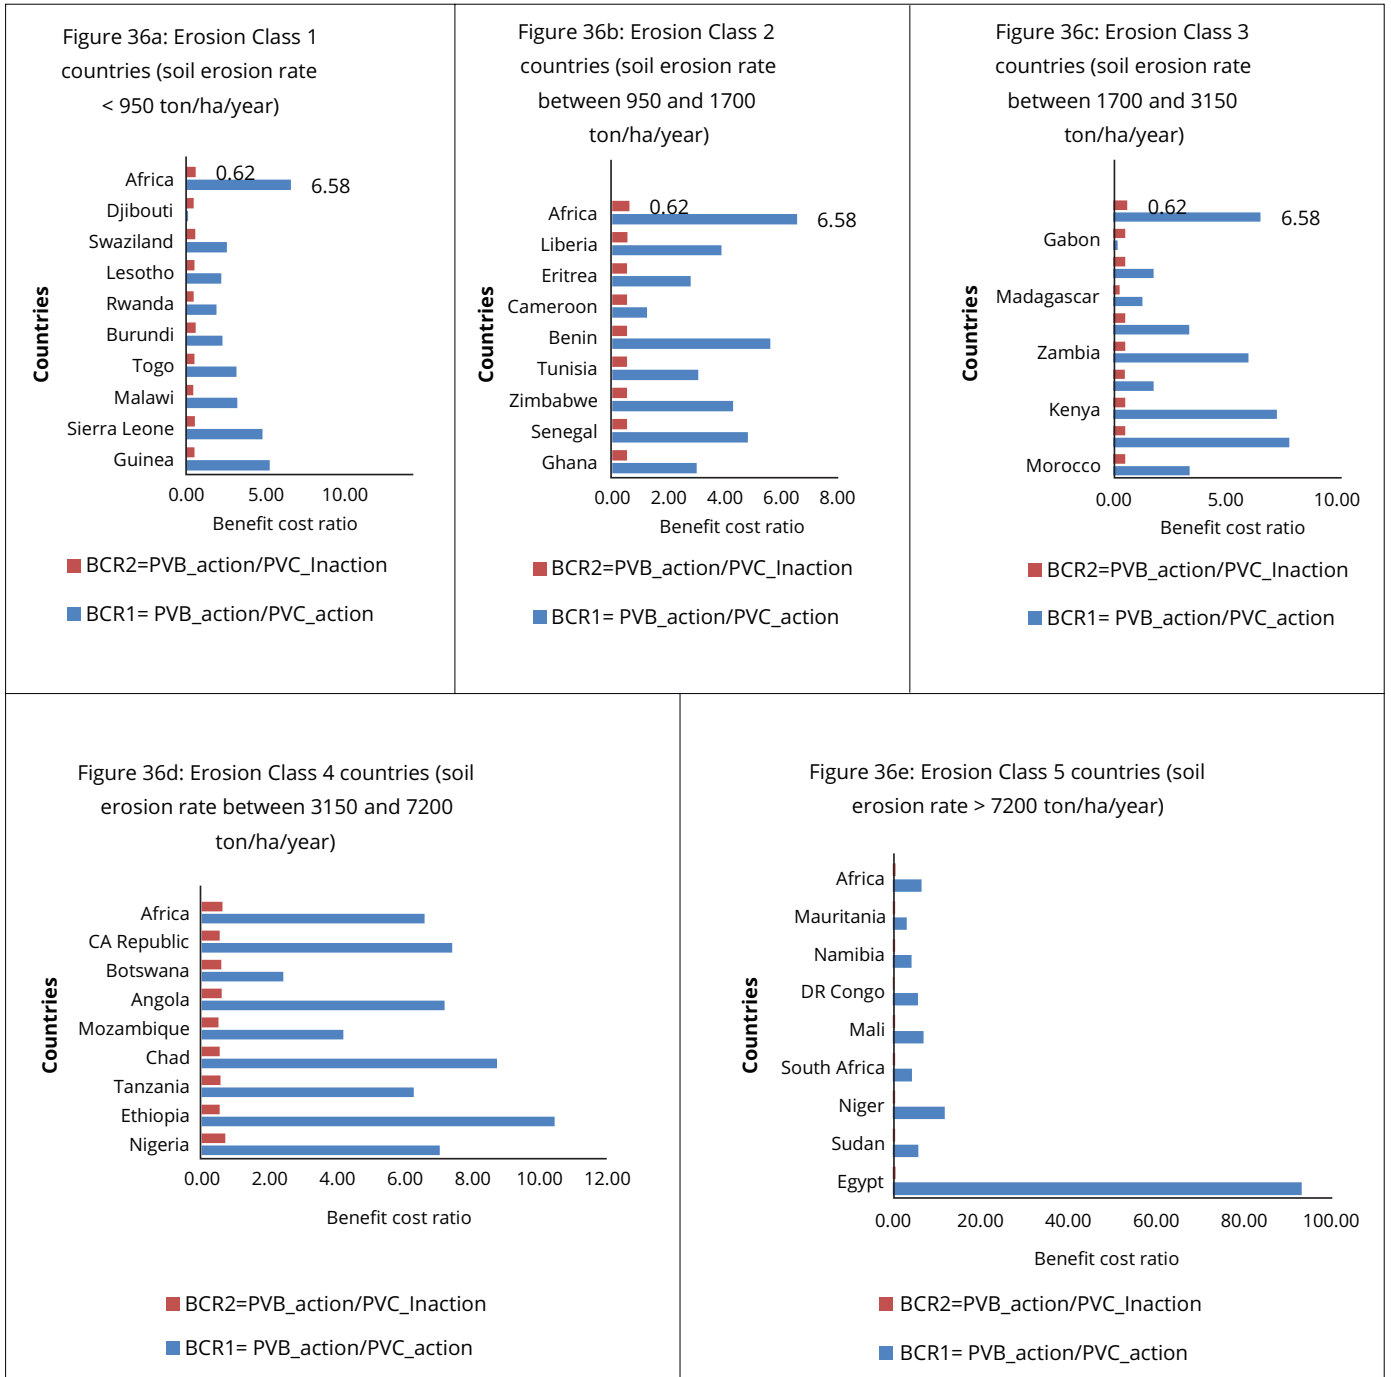 Figure 36a: Erosion Class 1
countries (soil erosion rate
< 950 ton/ha/year)
Countries
Africa
Djibouti
Swaziland
Lesotho
Rwanda
Burundi
Togo
Malawi
Sierra Leone
Guinea
0.62
6.58
0.00 5.00 10.00
Benefit cost ratio
BCR2=PVB_action/PVC_Inaction
BCR1= PVB_action/PVC_action
Figure 36b: Erosion Class 2
countries (soil erosion rate
between 950 and 1700
ton/ha/year)
Countries
Africa
Liberia
Eritrea
Cameroon
Benin
Tunisia
Zimbabwe
Senegal
Ghana
0.62
6.58
0.00 2.00 4.00 6.00 8.00
Benefit cost ratio
BCR2=PVB_action/PVC_Inaction
BCR1= PVB_action/PVC_action
Figure 36c: Erosion Class 3
countries (soil erosion rate
between 1700 and 3150
ton/ha/year)
Countries
Gabon
Madagascar
Zambia
Kenya
Morocco
0.62
6.58
0.00 5.00 10.00
Benefit cost ratio
BCR2=PVB_action/PVC_Inaction
BCR1= PVB_action/PVC_action
Figure 36d: Erosion Class 4 countries (soil
erosion rate between 3150 and 7200
ton/ha/year)
Countries
Africa
CA Republic
Botswana
Angola
Mozambique
Chad
Tanzania
Ethiopia
Nigeria
0.00 2.00 4.00 6.00 8.00 10.00 12.00
Benefit cost ratio
BCR2=PVB_action/PVC_Inaction
BCR1= PVB_action/PVC_action
Figure 36e: Erosion Class 5 countries (soil
erosion rate > 7200 ton/ha/year)
Countries
Africa
Mauritania
Namibia
DR Congo
Mali
South Africa
Niger
Sudan
Egypt
0.00 20.00 40.00 60.00 80.00 100.00
Benefit cost ratio
BCR2=PVB_action/PVC_Inaction
BCR1= PVB_action/PVC_action